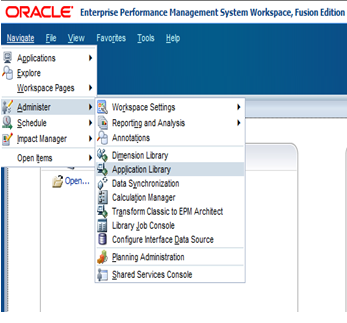 ORACLE Enterprise Performance Management System Workspace, Fusion Edition
Navigate File View Favorites Tools Help
Applications
Explore
Workspace Pages
Administer
Schedule
Impact Manager
Open Items
Workspace Settings
Reporting and Analysis
Annotations
Dimension Library
Application Library
Data Synchronization
Calculation Manager
Transform Classic to EPM Architect
Library Job Console
Configure Interface Data Source
Planning Administration
Shared Services Console
Open...